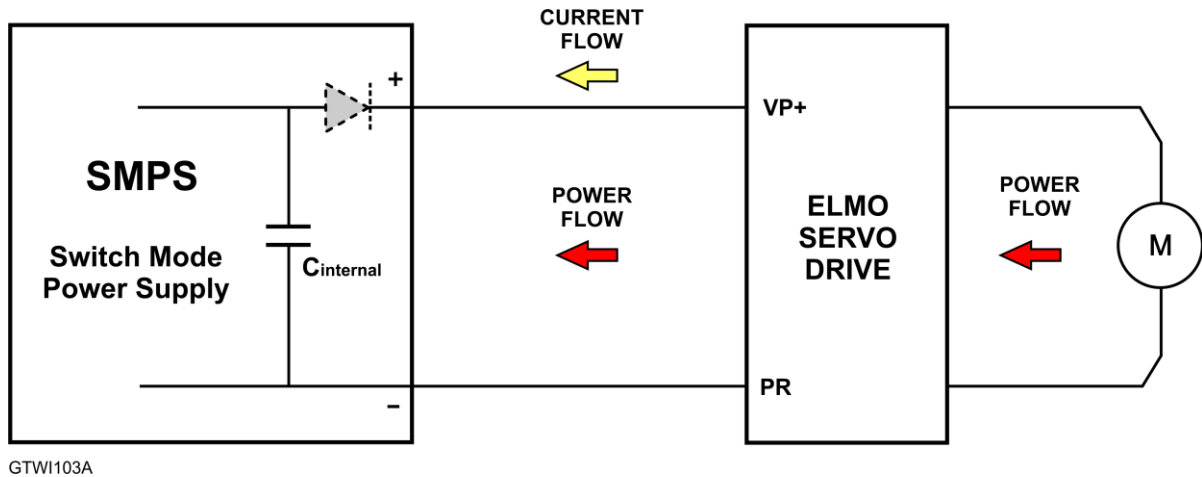 CURRENT
FLOW
+
VP+
SMPS
Switch Mode
Power Supply
Cinternal
POWER
FLOW
ELMO
SERVO
DRIVE
POWER
FLOW
M
PR
−
GTWI103A